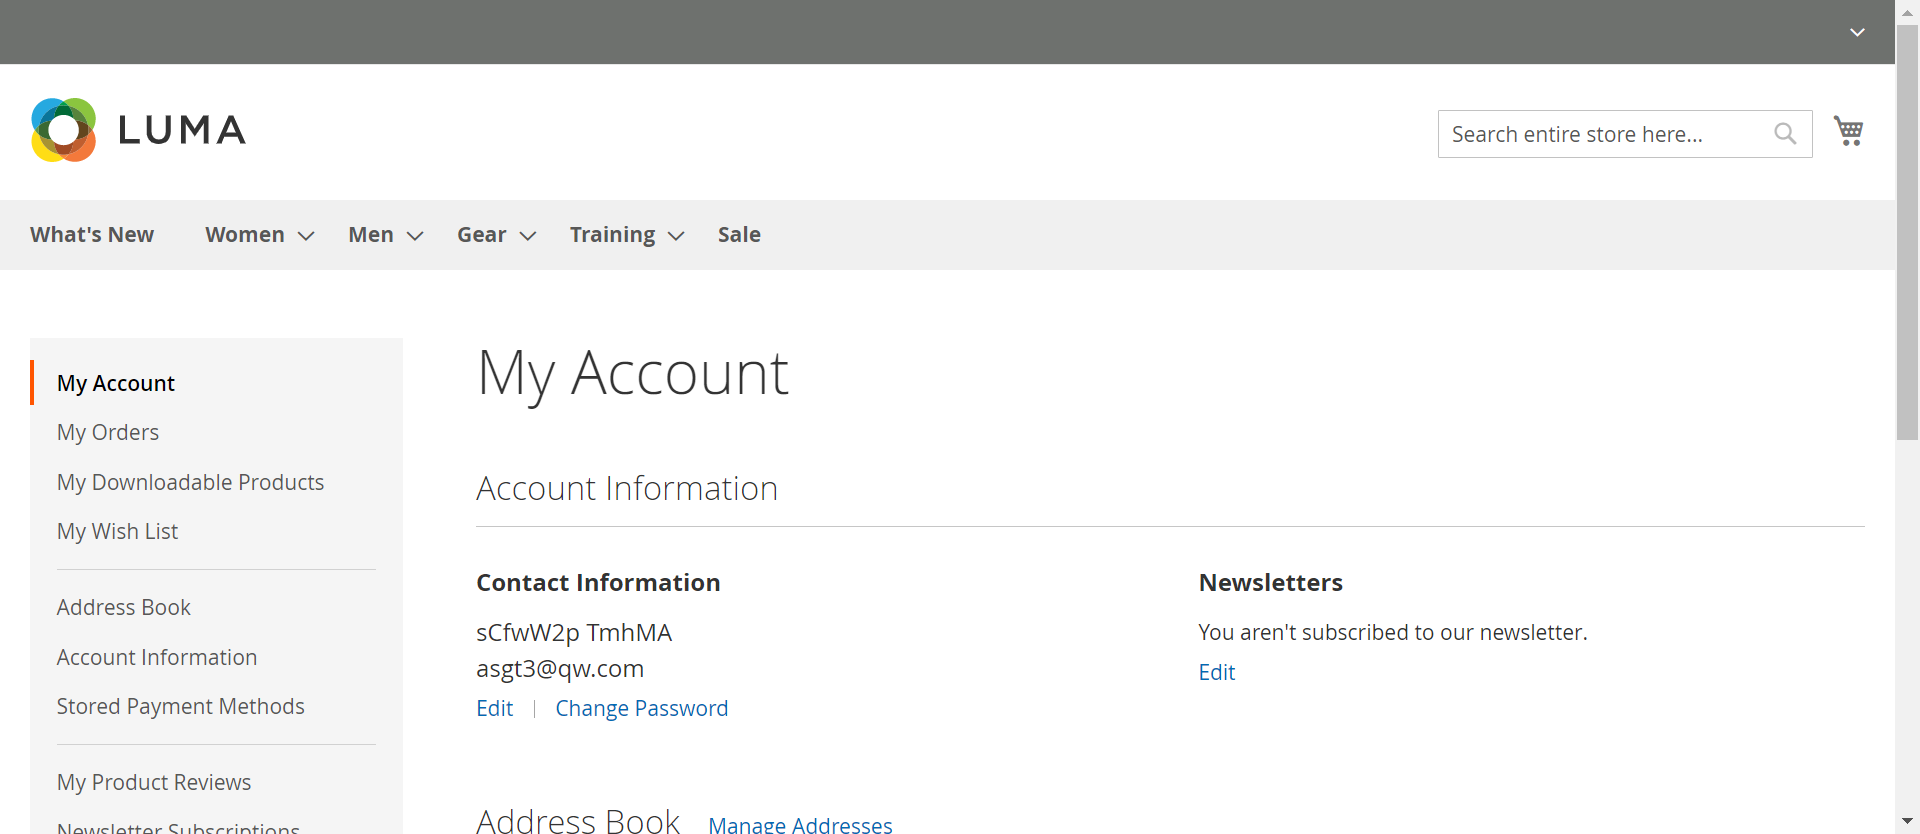 LUMA
Search entire store here...
What's New Women Men Gear Training Sale
My Account
My Orders
My Downloadable Products
My Wish List
Address Book
Account Information
Stored Payment Methods
My Product Reviews
Newsletter Subscriptions
My Account
Account Information
Contact Information
sCfwW2p TmhMA
asgt3@qw.com
Edit | Change Password
Newsletters
You aren't subscribed to our newsletter.
Edit
Address Book Manage Addresses